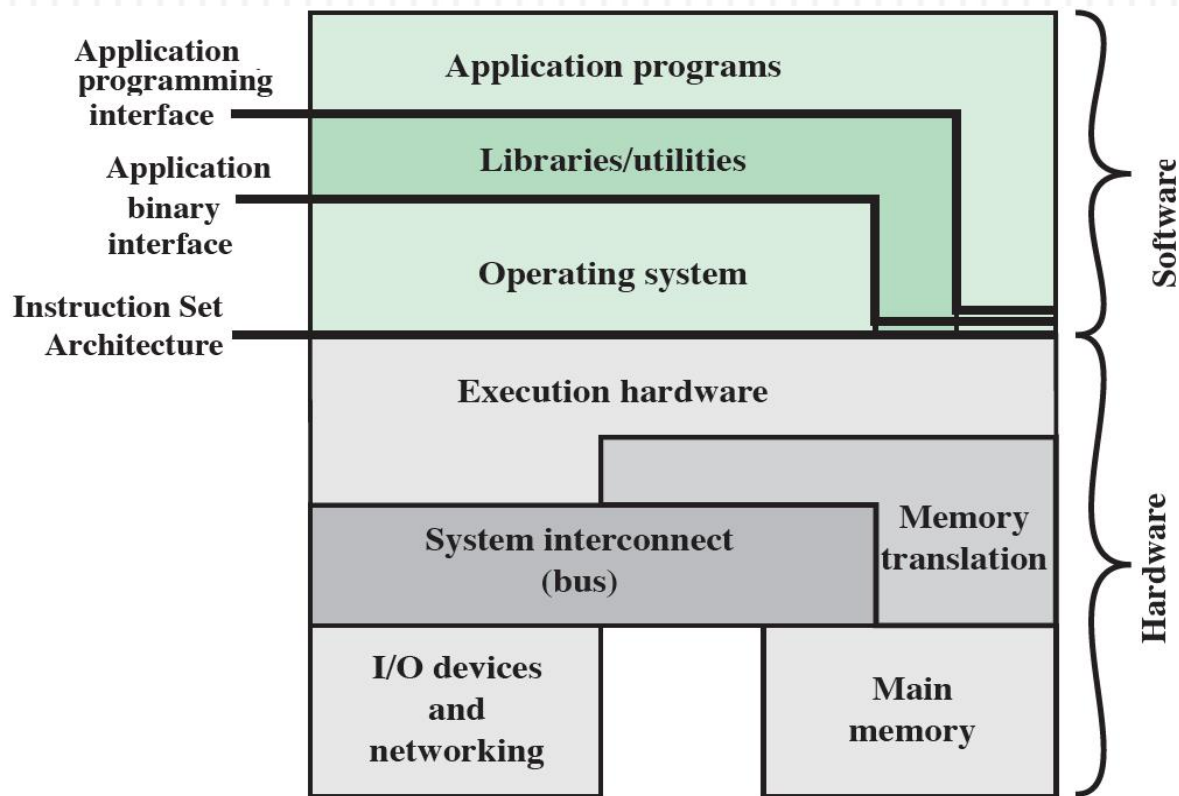 Application
programming
interface
Application
binary
interface
Instruction Set
Architecture
Application programs
Libraries/utilities
Operating system
Execution hardware
System interconnect
(bus)
Memory
translation
I/O devices
and
networking
Main
memory
Software
Hardware